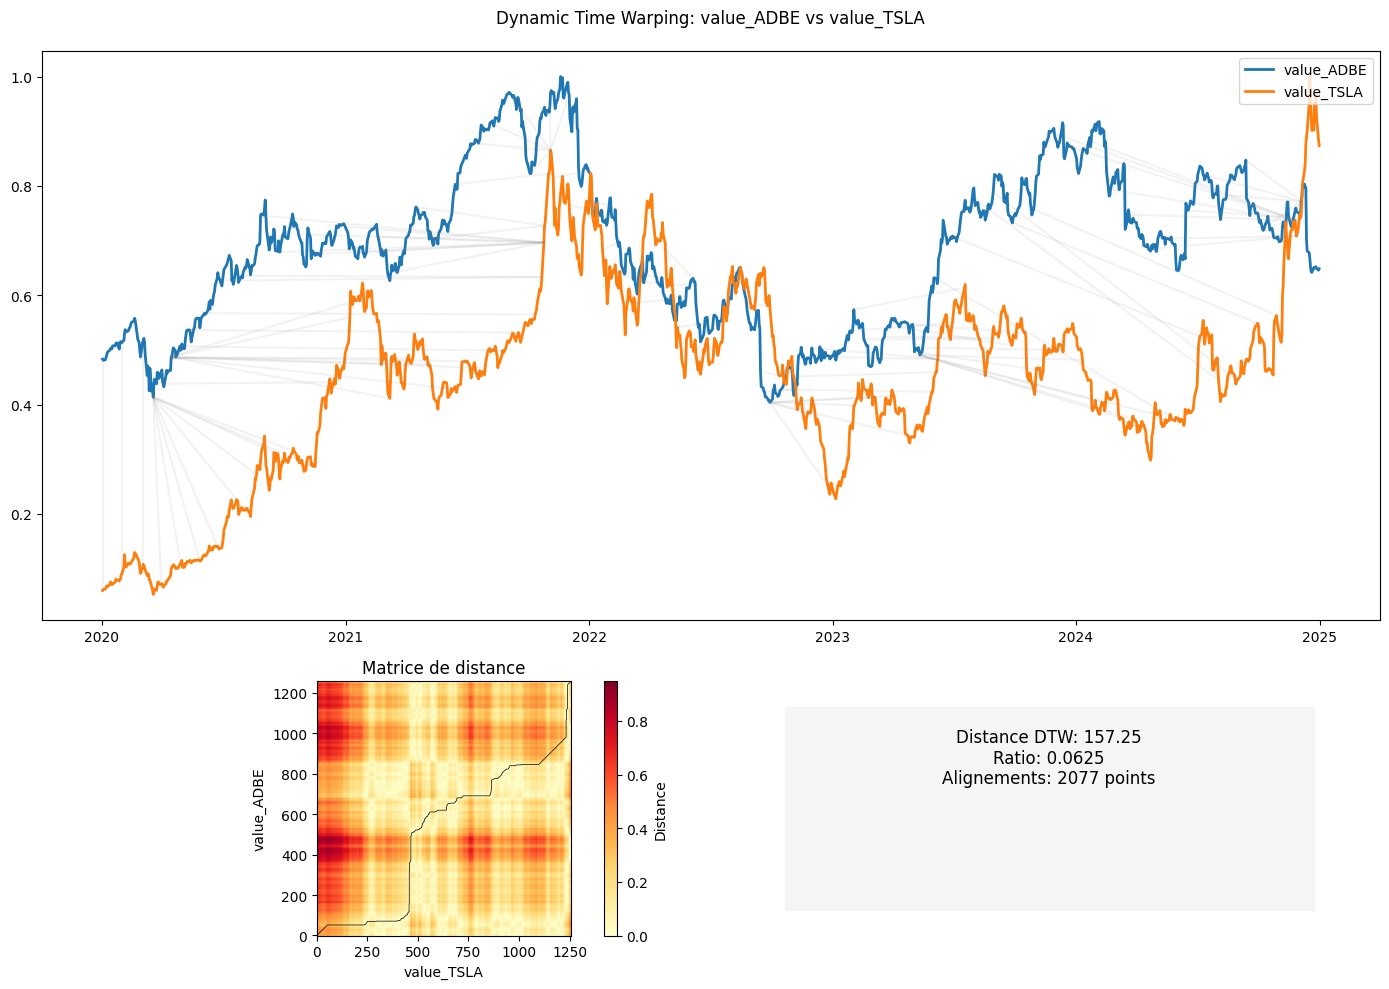 Dynamic Time Warping: value_ADBE vs value_TSLA
value_ADBE
value_TSLA
1.0
0.8
0.6
0.4
0.2
2020 2021 2022 2023 2024 2025
Matrice de distance
value_ADBE
1200
1000
800
600
400
200
0
0 250 500 750 1000 1250
value_TSLA
0.8
0.6
0.4
0.2
0.0
Distance
Distance DTW: 157.25
Ratio: 0.0625
Alignements: 2077 points